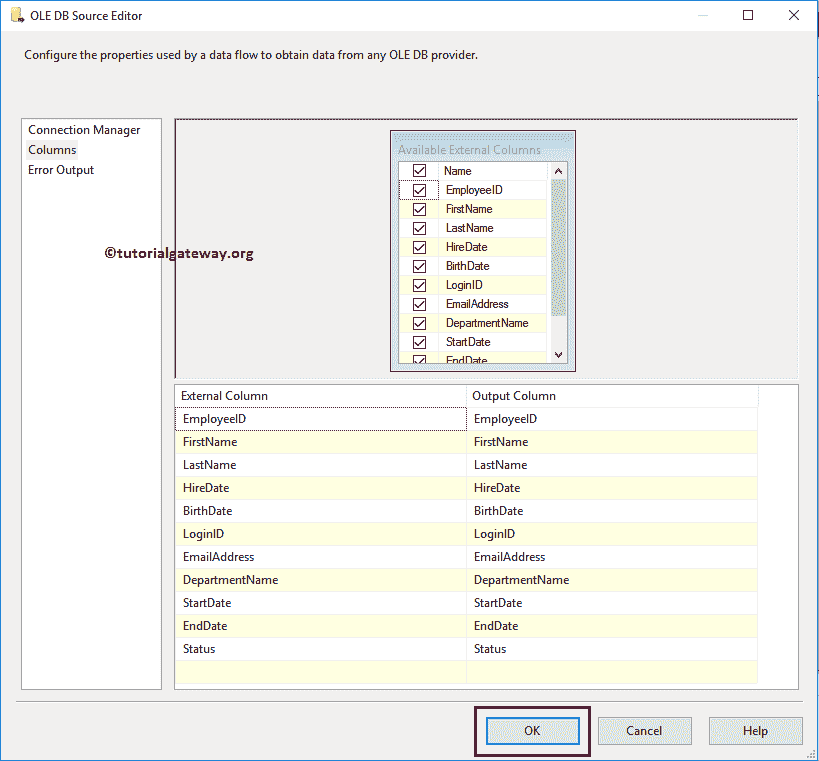 OLE DB Source Editor
Configure the properties used by a data flow to obtain data from any OLE DB provider.
Connection Manager
Columns
Error Output
©tutorialgateway.org
Available External Columns
Name
EmployeeID
FirstName
LastName
HireDate
BirthDate
LoginID
EmailAddress
DepartmentName
StartDate
EndDate
External Column Output Column
EmployeeID EmployeeID
FirstName FirstName
LastName LastName
HireDate HireDate
BirthDate BirthDate
LoginID LoginID
EmailAddress EmailAddress
DepartmentName DepartmentName
StartDate StartDate
EndDate EndDate
Status Status
OK Cancel Help